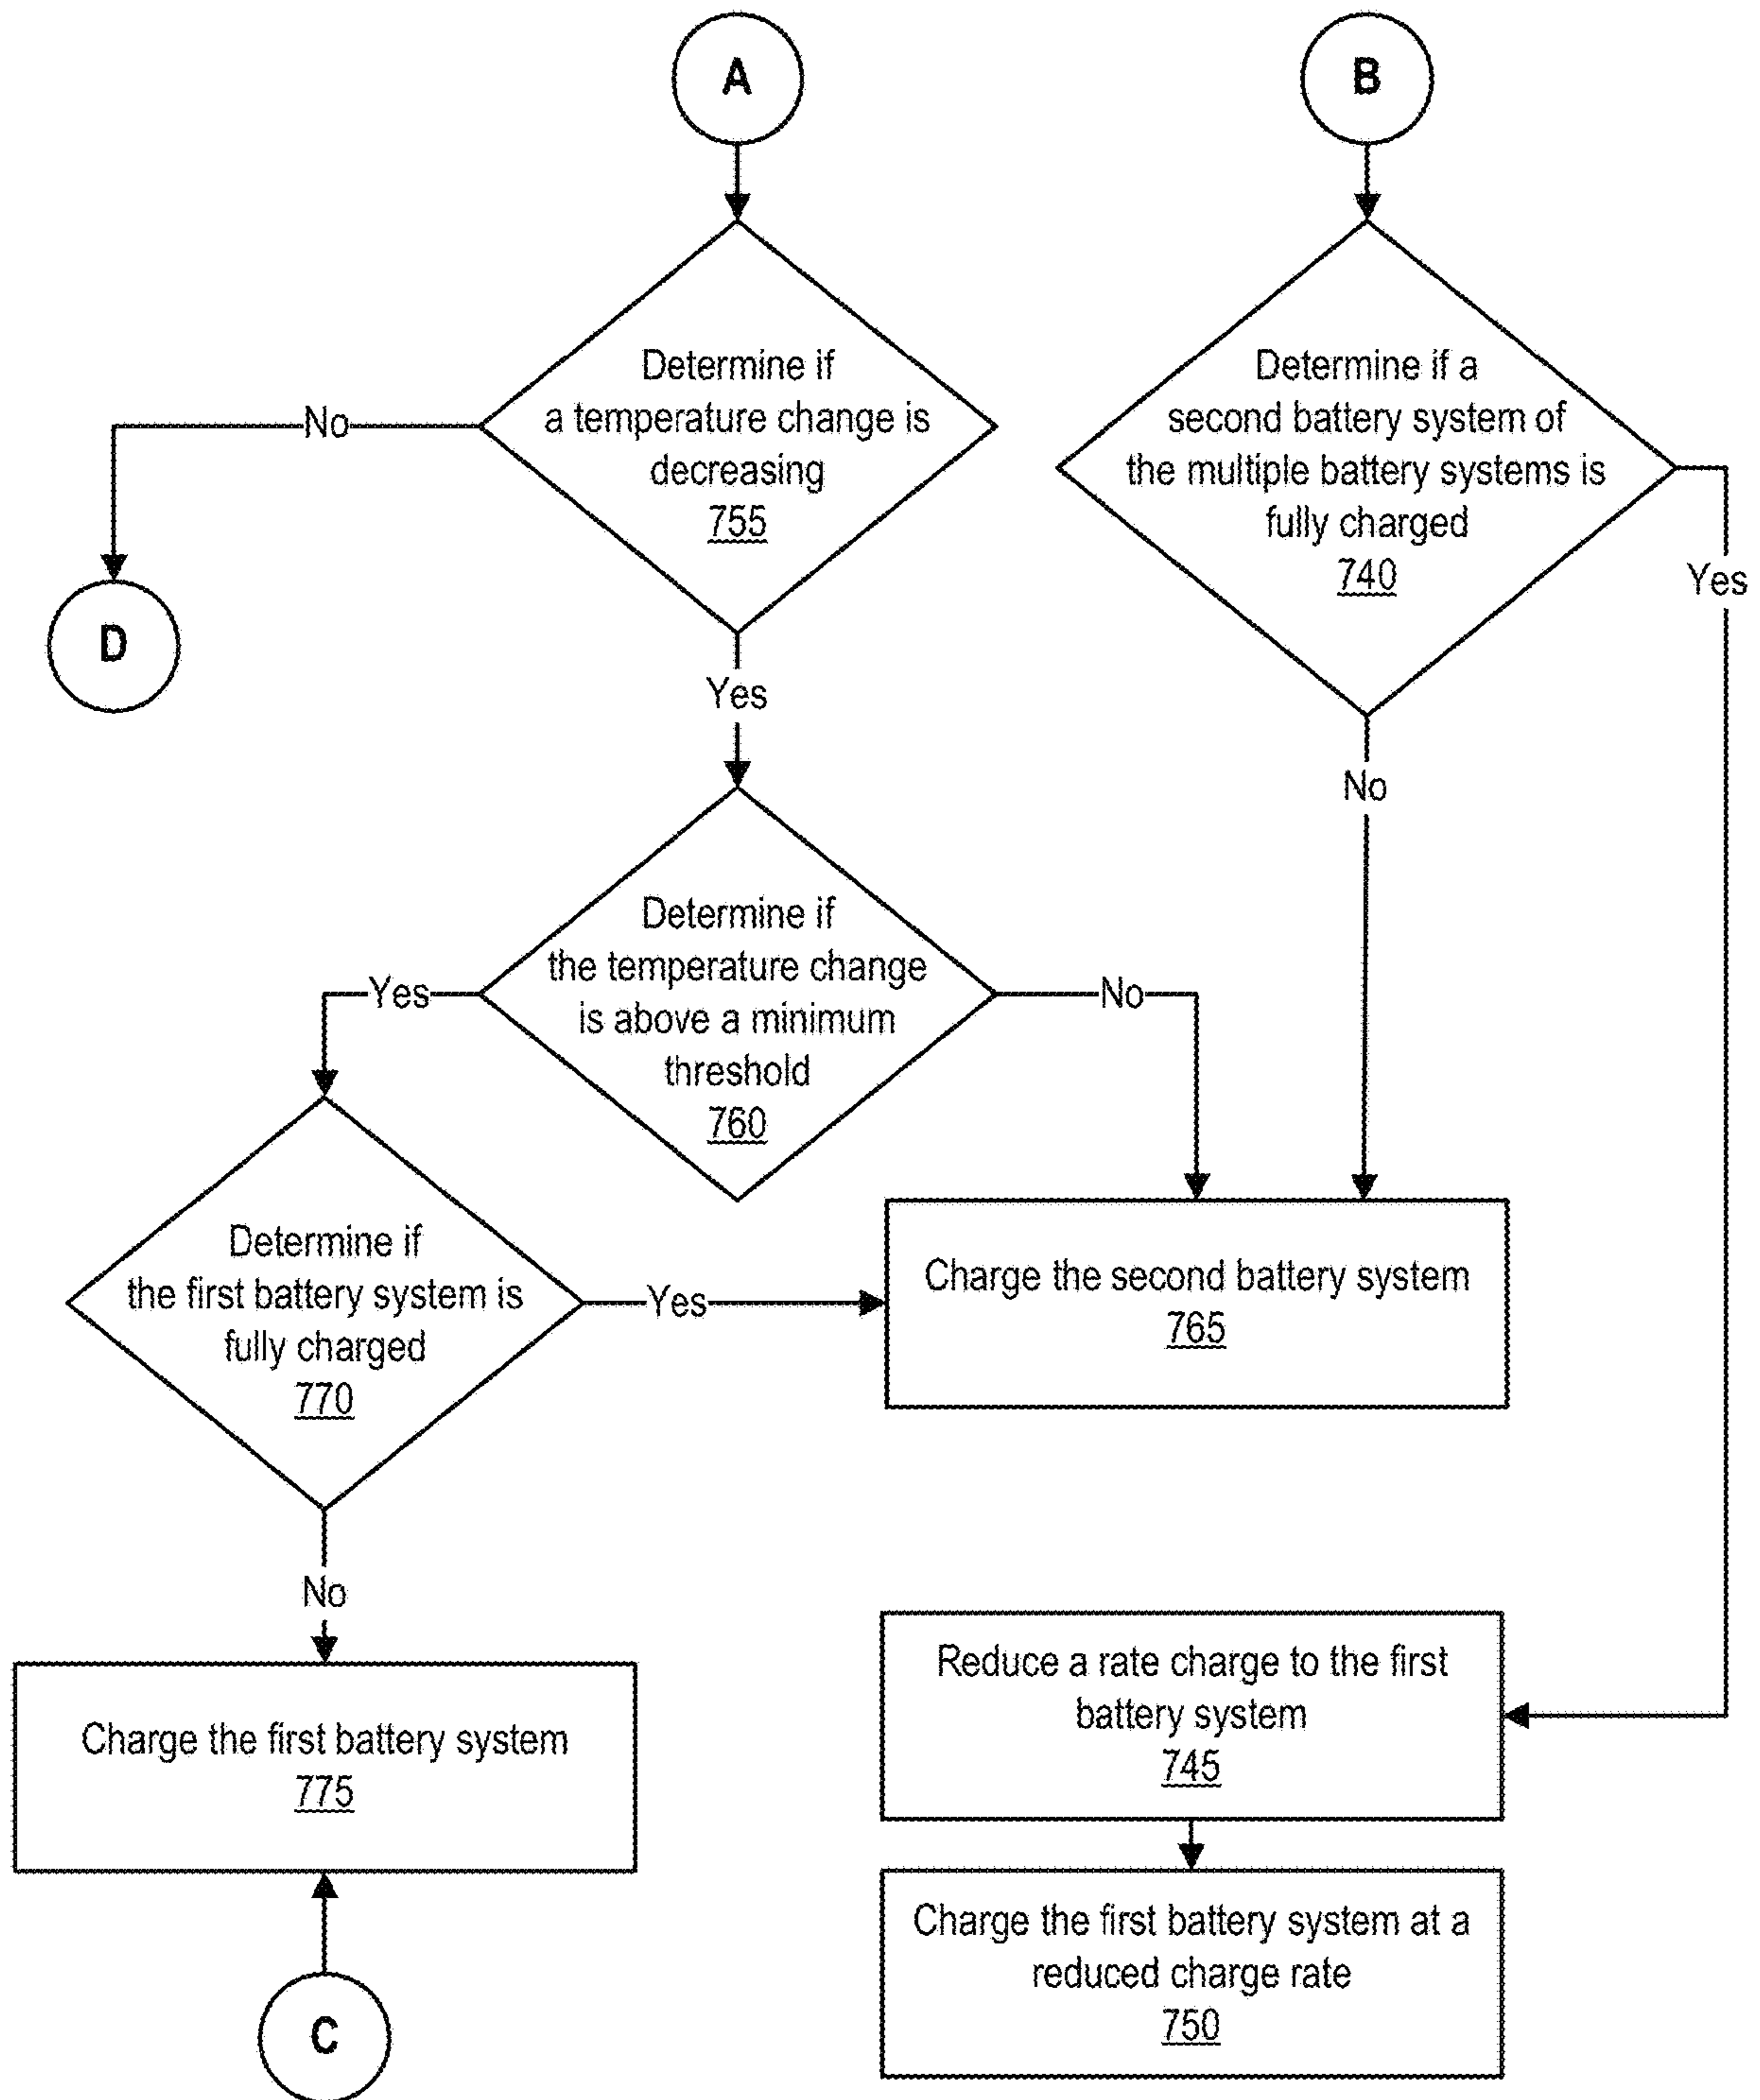 A
B
Determine if
a temperature change is
decreasing
755
No
D
Yes
Determine if a
second battery system of
the multiple battery systems is
fully charged
740
Yes
No
Determine if
the temperature change
is above a minimum
threshold
760
Yes
No
Determine if
the first battery system is
fully charged
770
Yes
Charge the second battery system
765
No
Charge the first battery system
775
C
Reduce a rate charge to the first
battery system
745
Charge the first battery system at a
reduced charge rate
750